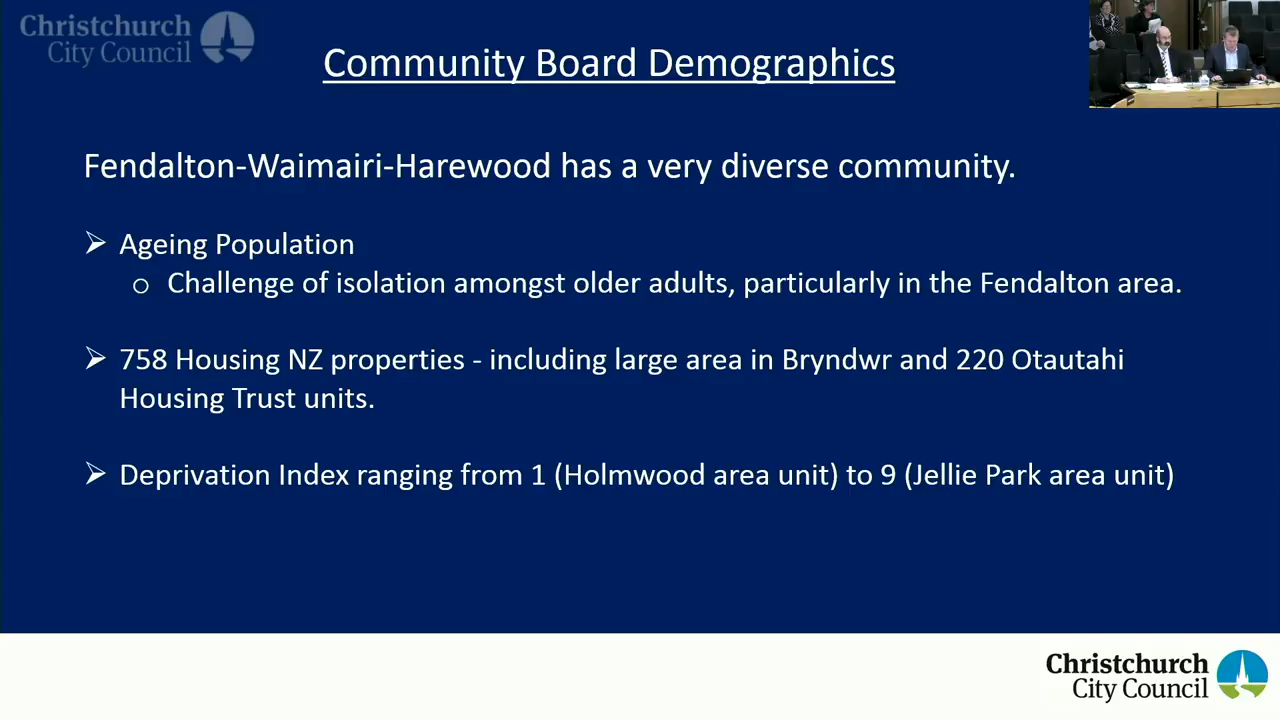 Christchurch
City Council
Community Board Demographics
Fendalton-Waimairi-Harewood has a very diverse community.
➢ Ageing Population
o Challenge of isolation amongst older adults, particularly in the Fendalton area.
➢ 758 Housing NZ properties - including large area in Bryndwr and 220 Otautahi
Housing Trust units.
➢ Deprivation Index ranging from 1 (Holmwood area unit) to 9 (Jellie Park area unit)
Christchurch
City Council